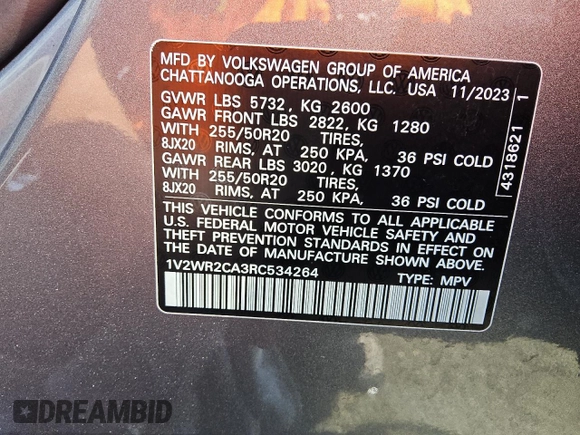 MFD BY VOLKSWAGEN GROUP OF AMERICA
CHATTANOOGA OPERATIONS, LLC. USA 11/2023
GVWR LBS 5732, KG 2600
GAWR FRONT LBS 2822, KG 1280
WITH 255/50R20 TIRES,
8JX20 RIMS, AT 250 KPA, 36 PSI COLD
GAWR REAR LBS 3020, KG 1370
WITH 255/50R20 TIRES,
8JX20 RIMS, AT 250 KPA, 36 PSI COLD
THIS VEHICLE CONFORMS TO ALL APPLICABLE
U.S. FEDERAL MOTOR VEHICLE SAFETY AND
THEFT PREVENTION STANDARDS IN EFFECT ON
THE DATE OF MANUFACTURE SHOWN ABOVE.
1V2WR2CA3RC534264 TYPE: MPV
4318621 1
DREAMBID